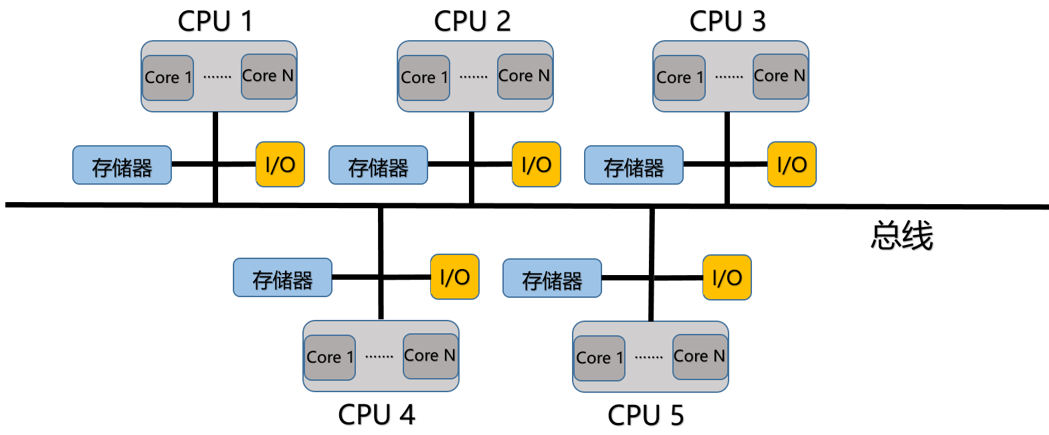 CPU 1
CPU 2
CPU 3
Core 1 ······· Core N
Core 1 ······· Core N
Core 1 ······· Core N
存储器
I/O
存储器
I/O
存储器
I/O
总线
存储器
I/O
存储器
I/O
Core 1 ······· Core N
Core 1 ······· Core N
CPU 4
CPU 5